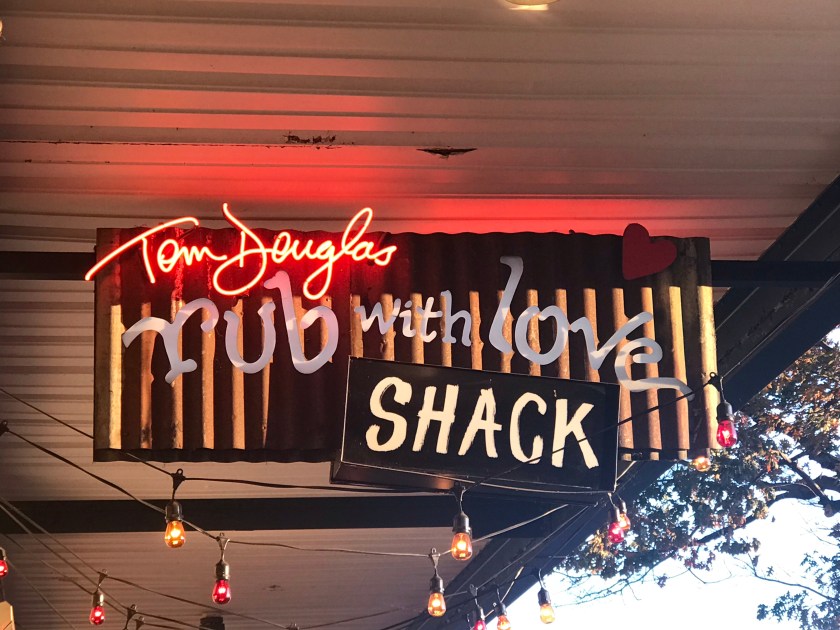 Tom Douglas
rub with love
SHACK